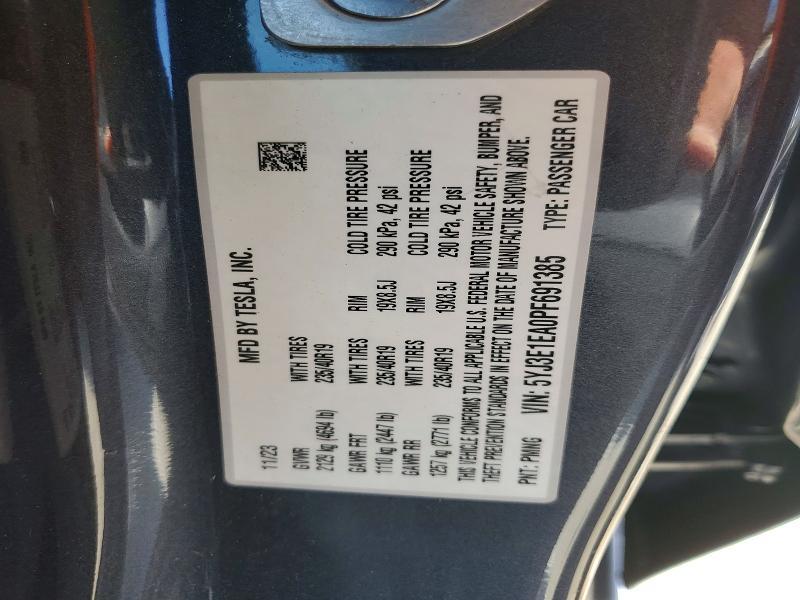 MFD BY TESLA, INC.
11/23
GVWR WITH TIRES
2129 kg (4694 lb) 235/40R19
GAWR FRT WITH TIRES RIM COLD TIRE PRESSURE
1110 kg (2447 lb) 235/40R19 19X8.5J 290 kPa, 42 psi
GAWR RR WITH TIRES RIM COLD TIRE PRESSURE
1257 kg (2771 lb) 235/40R19 19X8.5J 290 kPa, 42 psi
THIS VEHICLE CONFORMS TO ALL APPLICABLE U.S. FEDERAL MOTOR VEHICLE SAFETY, BUMPER, AND
THEFT PREVENTION STANDARDS IN EFFECT ON THE DATE OF MANUFACTURE SHOWN ABOVE.
PNT: PMNG VIN: 5YJ3E1EA0PF691385 TYPE: PASSENGER CAR